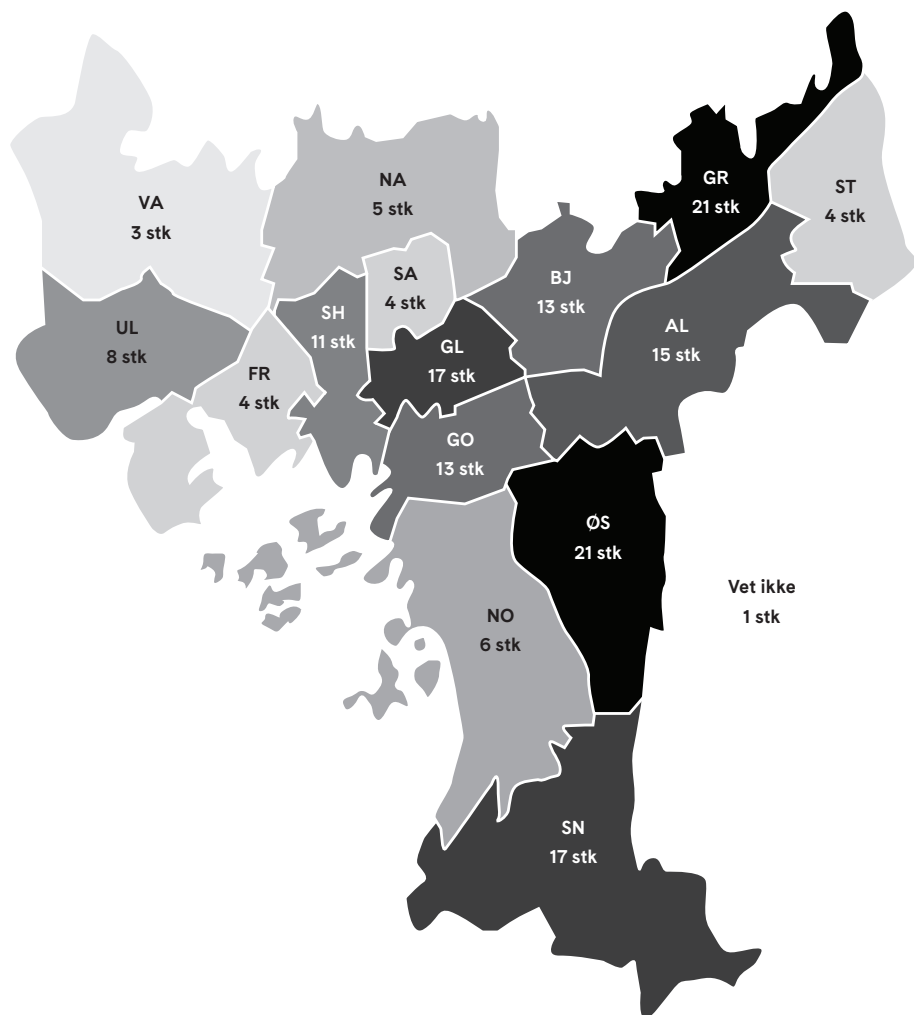 GR
21 stk
NA
5 stk
ST
4 stk
VA
3 stk
SA
4 stk
BJ
13 stk
SH
11 stk
UL
8 stk
AL
15 stk
GL
17 stk
FR
4 stk
GO
13 stk
ØS
21 stk
Vet ikke
1 stk
NO
6 stk
SN
17 stk